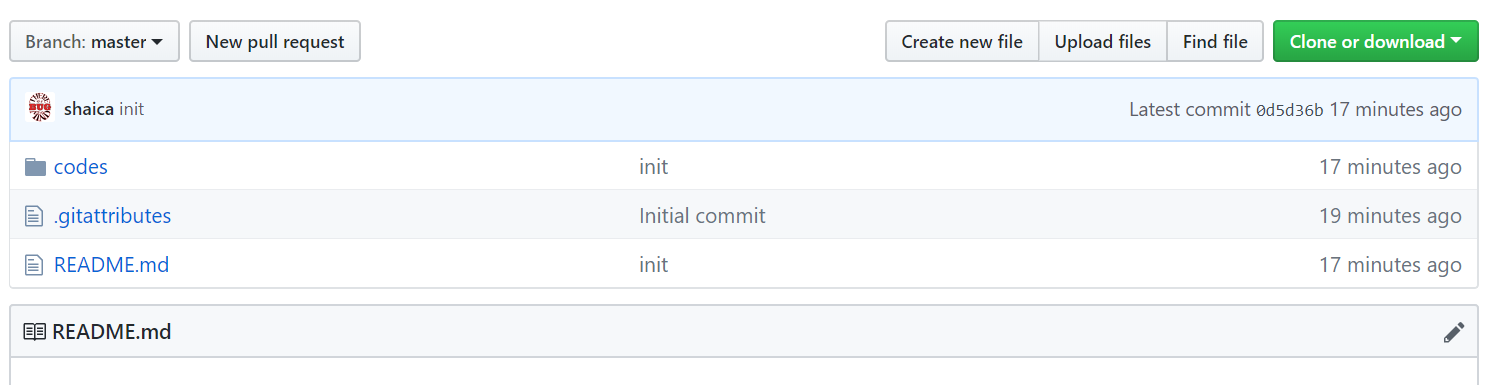 Branch: master New pull request Create new file Upload files Find file Clone or download
BUG shaica init Latest commit 0d5d36b 17 minutes ago
codes init 17 minutes ago
.gitattributes Initial commit 19 minutes ago
README.md init 17 minutes ago
README.md